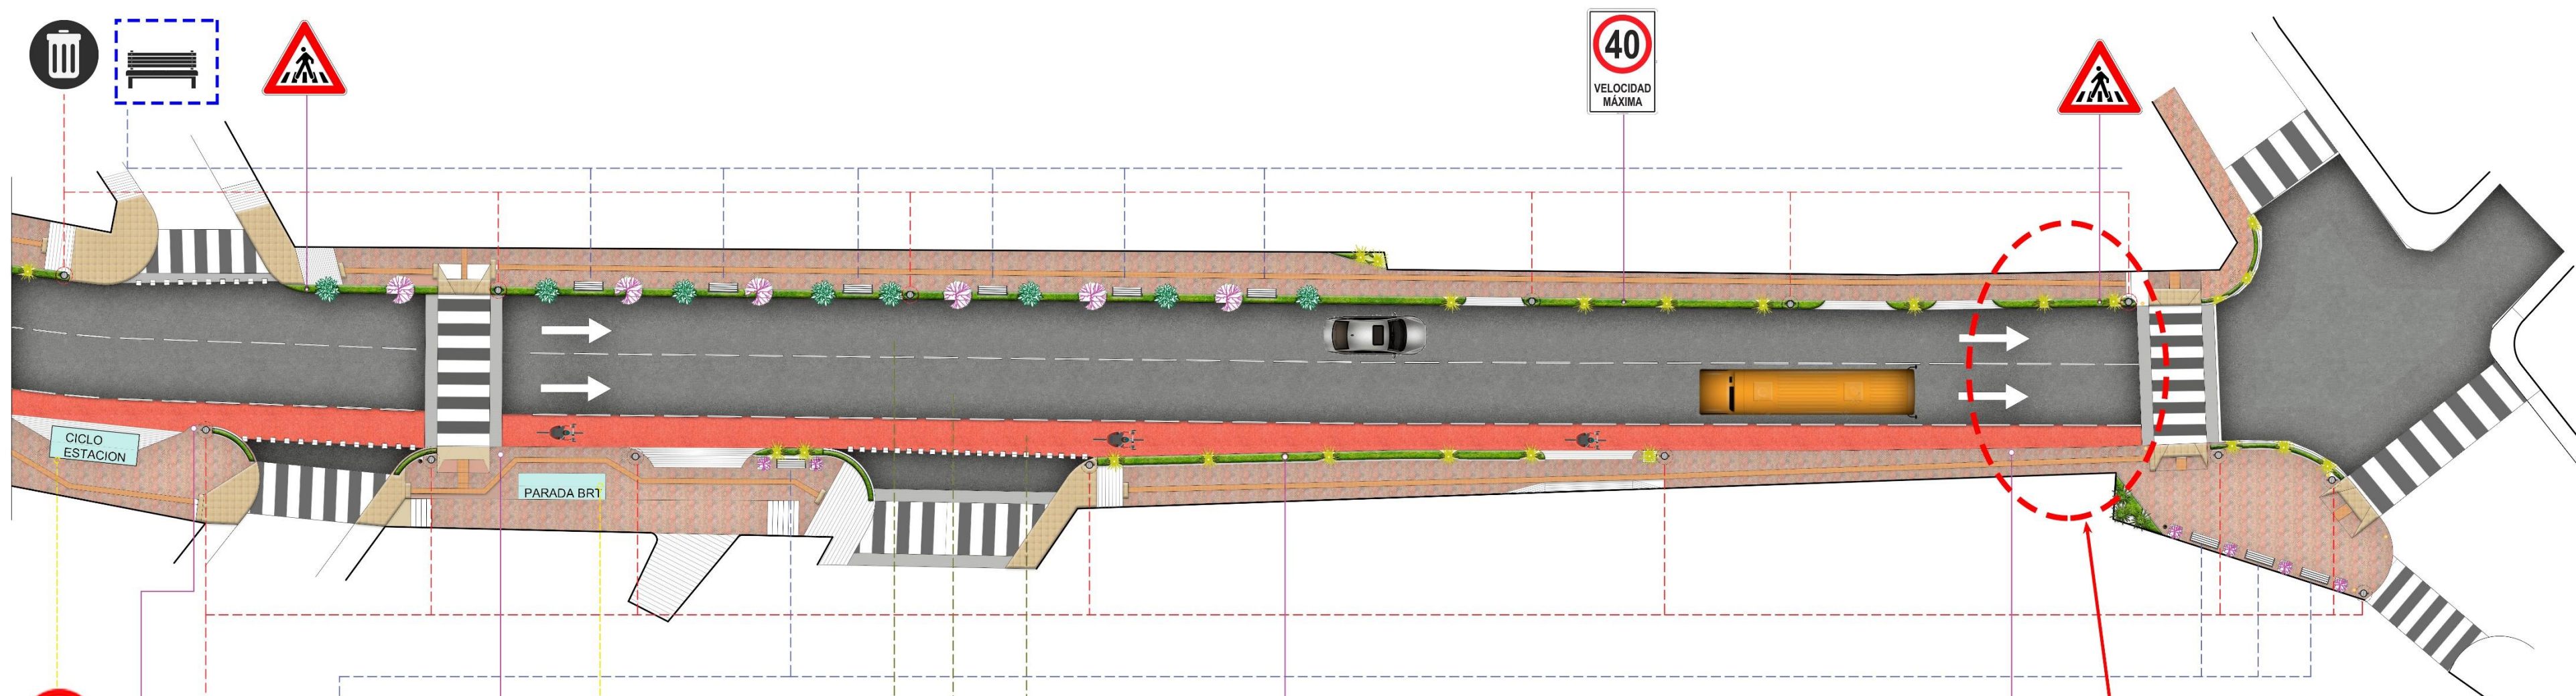 40
VELOCIDAD
MÁXIMA
CICLO
ESTACION
PARADA BRT